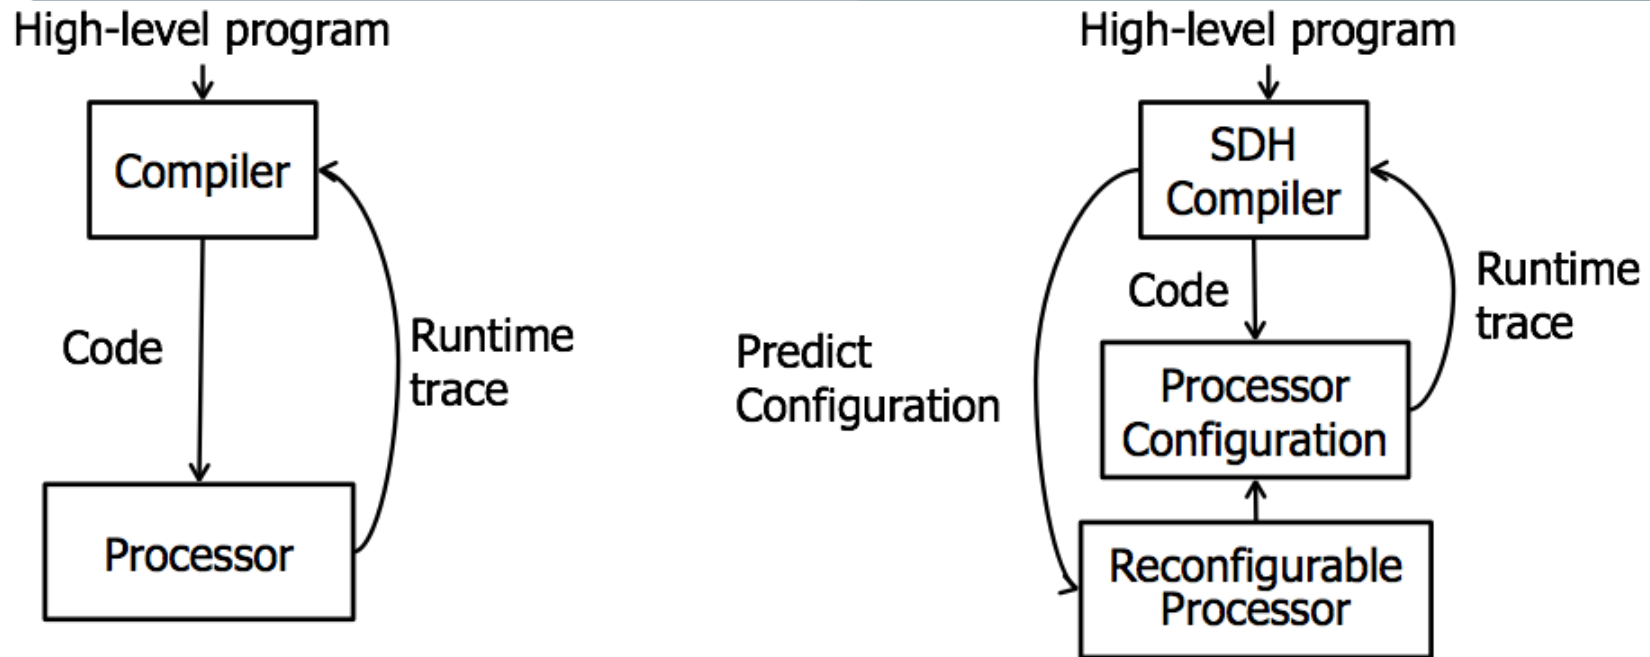 High-level program
Compiler
Code
Runtime
trace
Processor
High-level program
SDH
Compiler
Code
Runtime
trace
Predict
Configuration
Processor
Configuration
Reconfigurable
Processor